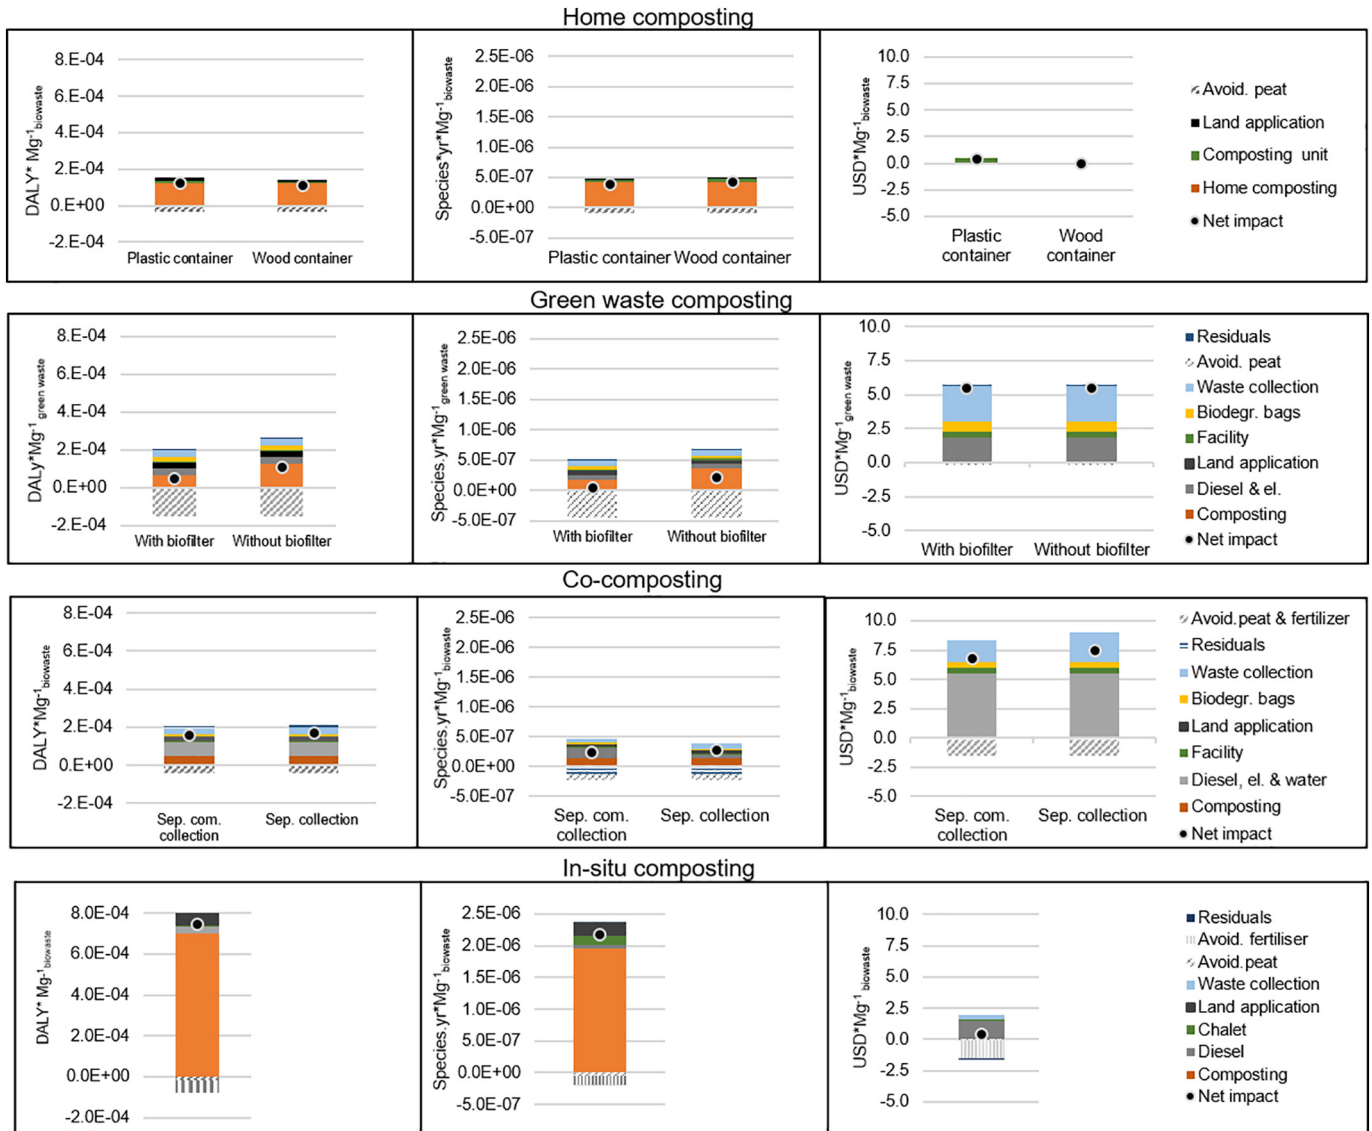 Home composting
DALY* Mg-1biowaste
8.E-04
6.E-04
4.E-04
2.E-04
0.E+00
-2.E-04
Plastic container Wood container
Species*yr*Mg-1biowaste
2.5E-06
2.0E-06
1.5E-06
1.0E-06
5.0E-07
0.0E+00
-5.0E-07
Plastic container Wood container
USD*Mg-1biowaste
10.0
7.5
5.0
2.5
0.0
-2.5
-5.0
Plastic container
Wood container
Avoid. peat
Land application
Composting unit
Home composting
Net impact
Green waste composting
DALy*Mg-1green waste
8.E-04
6.E-04
4.E-04
2.E-04
0.E+00
-2.E-04
With biofilter Without biofilter
Species.yr*Mg-1green waste
2.5E-06
2.0E-06
1.5E-06
1.0E-06
5.0E-07
0.0E+00
-5.0E-07
With biofilter Without biofilter
USD*Mg-1green waste
10.0
7.5
5.0
2.5
0.0
-2.5
-5.0
With biofilter Without biofilter
Residuals
Avoid. peat
Waste collection
Biodegr. bags
Facility
Land application
Diesel & el.
Composting
Net impact
Co-composting
DALY*Mg-1biowaste
8.E-04
6.E-04
4.E-04
2.E-04
0.E+00
-2.E-04
Sep. com. collection
Sep. collection
Species.yr*Mg-1biowaste
2.5E-06
2.0E-06
1.5E-06
1.0E-06
5.0E-07
0.0E+00
-5.0E-07
Sep. com. collection
Sep. collection
USD*Mg-1biowaste
10.0
7.5
5.0
2.5
0.0
-2.5
-5.0
Sep. com. collection
Sep. collection
Avoid.peat & fertilizer
Residuals
Waste collection
Biodegr. bags
Land application
Facility
Diesel, el. & water
Composting
Net impact
In-situ composting
DALY* Mg-1biowaste
8.0E-04
6.0E-04
4.0E-04
2.0E-04
0.0E+00
-2.0E-04
Species.yr*Mg-1biowaste
2.5E-06
2.0E-06
1.5E-06
1.0E-06
5.0E-07
0.0E+00
-5.0E-07
USD*Mg-1biowaste
10.0
7.5
5.0
2.5
0.0
-2.5
-5.0
Residuals
Avoid. fertiliser
Avoid.peat
Waste collection
Land application
Chalet
Diesel
Composting
Net impact